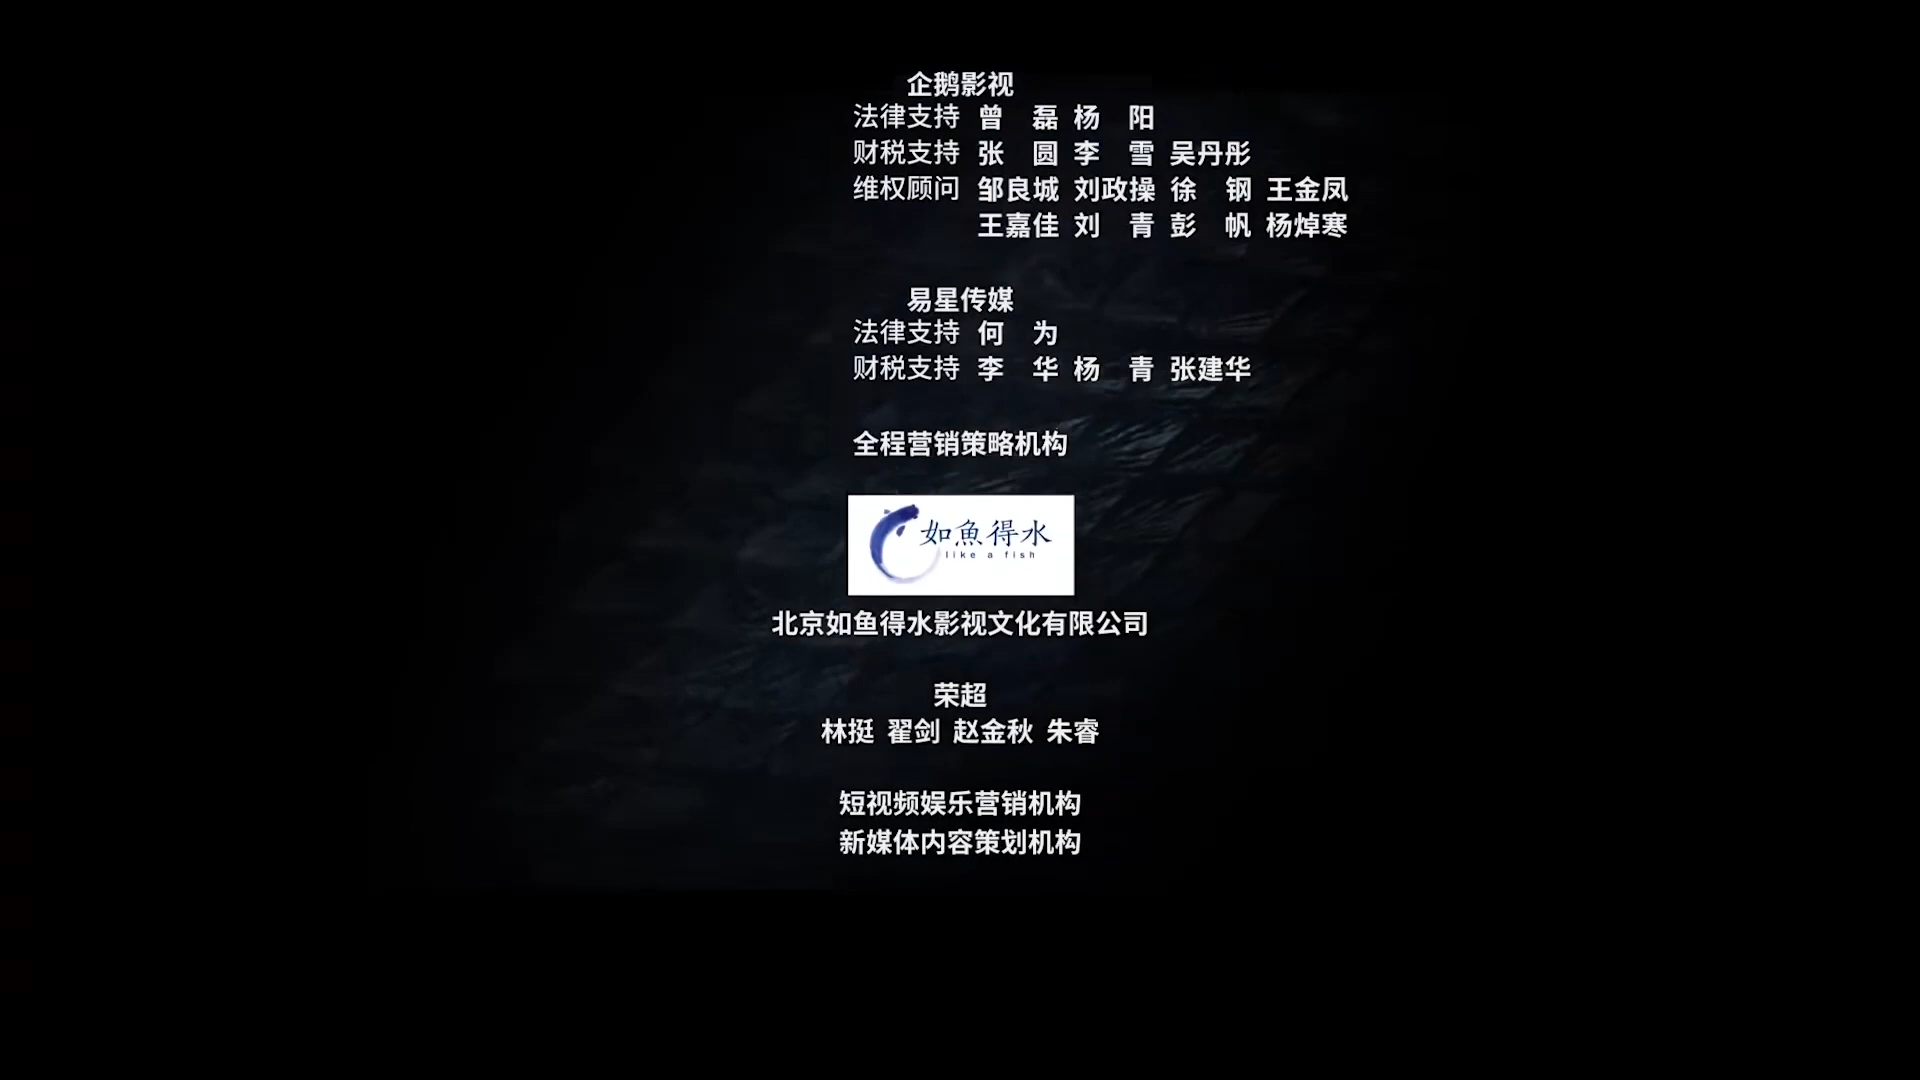 企鹅影视
法律支持 曾 磊 杨 阳
财税支持 张 圆 李 雪 吴丹彤
维权顾问 邹良城 刘政操 徐 钢 王金凤
王嘉佳 刘 青 彭 帆 杨焯寒
易星传媒
法律支持 何 为
财税支持 李 华 杨 青 张建华
全程营销策略机构
如魚得水
like a fish
北京如鱼得水影视文化有限公司
荣超
林挺 翟剑 赵金秋 朱睿
短视频娱乐营销机构
新媒体内容策划机构